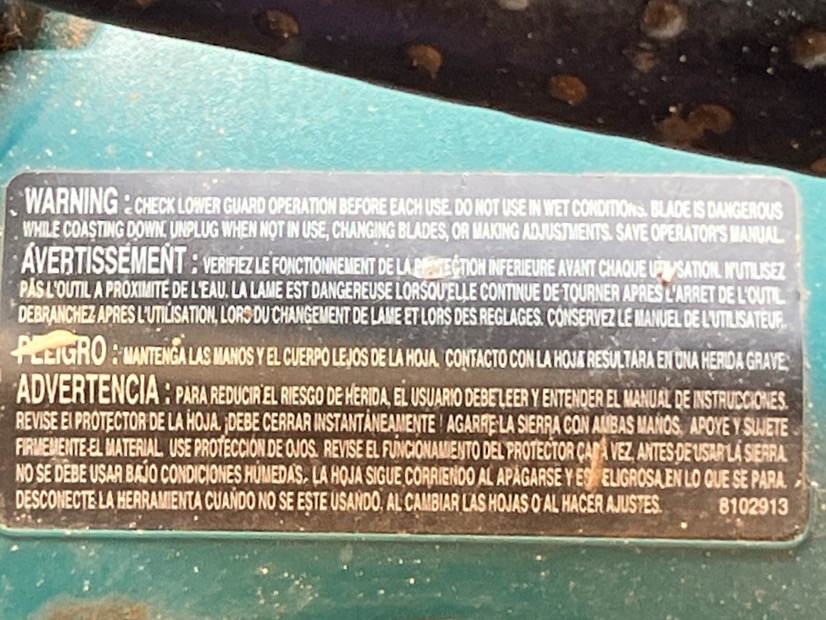 WARNING : CHECK LOWER GUARD OPERATION BEFORE EACH USE. DO NOT USE IN WET CONDITIONS. BLADE IS DANGEROUS
WHILE COASTING DOWN. UNPLUG WHEN NOT IN USE, CHANGING BLADES, OR MAKING ADJUSTMENTS. SAVE OPERATOR'S MANUAL.
AVERTISSEMENT : VERIFIEZ LE FONCTIONNEMENT DE LA PROTECTION INFERIEURE AVANT CHAQUE UTILISATION. N'UTILISEZ
PAS L'OUTIL A PROXIMITE DE L'EAU. LA LAME EST DANGEREUSE LORSQU'ELLE CONTINUE DE TOURNER APRES L'ARRET DE L'OUTIL.
DEBRANCHEZ APRES L'UTILISATION, LORS DU CHANGEMENT DE LAME ET LORS DES REGLAGES. CONSERVEZ LE MANUEL DE L'UTILISATEUR.
PELIGRO : MANTENGA LAS MANOS Y EL CUERPO LEJOS DE LA HOJA. CONTACTO CON LA HOJA RESULTARA EN UNA HERIDA GRAVE.
ADVERTENCIA : PARA REDUCIR EL RIESGO DE HERIDA, EL USUARIO DEBE LEER Y ENTENDER EL MANUAL DE INSTRUCCIONES.
REVISE El PROTECTOR DE LA HOJA. ¡DEBE CERRAR INSTANTÁNEAMENTE ! AGARRE LA SIERRA CON AMBAS MANOS, APOYE Y SUJETE
FIRMEMENTE EL MATERIAL. USE PROTECCIÓN DE OJOS. REVISE EL FUNCIONAMIENTO DEL PROTECTOR CADA VEZ, ANTES DE USAR LA SIERRA.
NO SE DEBE USAR BAJO CONDICIONES HÚMEDAS. LA HOJA SIGUE CORRIENDO AL APAGARSE Y ES PELIGROSA EN LO QUE SE PARA.
DESCONECTE LA HERRAMIENTA CUANDO NO SE ESTE USANDO, AL CAMBIAR LAS HOJAS O AL HACER AJUSTES. 8102913